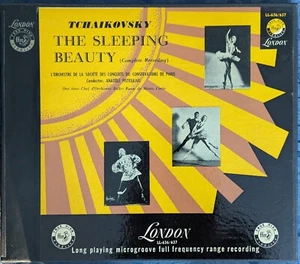 LL-636/637
LONDON
TCHAIKOVSKY
LONDON
THE SLEEPING
BEAUTY (Complete Recording)
L'ORCHESTRE DE LA SOCIÉTÉ DES CONCERTS DU CONSERVATOIRE DE PARIS
Conductor: ANATOLE FISTOULARI
LONDON
LL-636/637
Long playing microgroove full frequency range recording